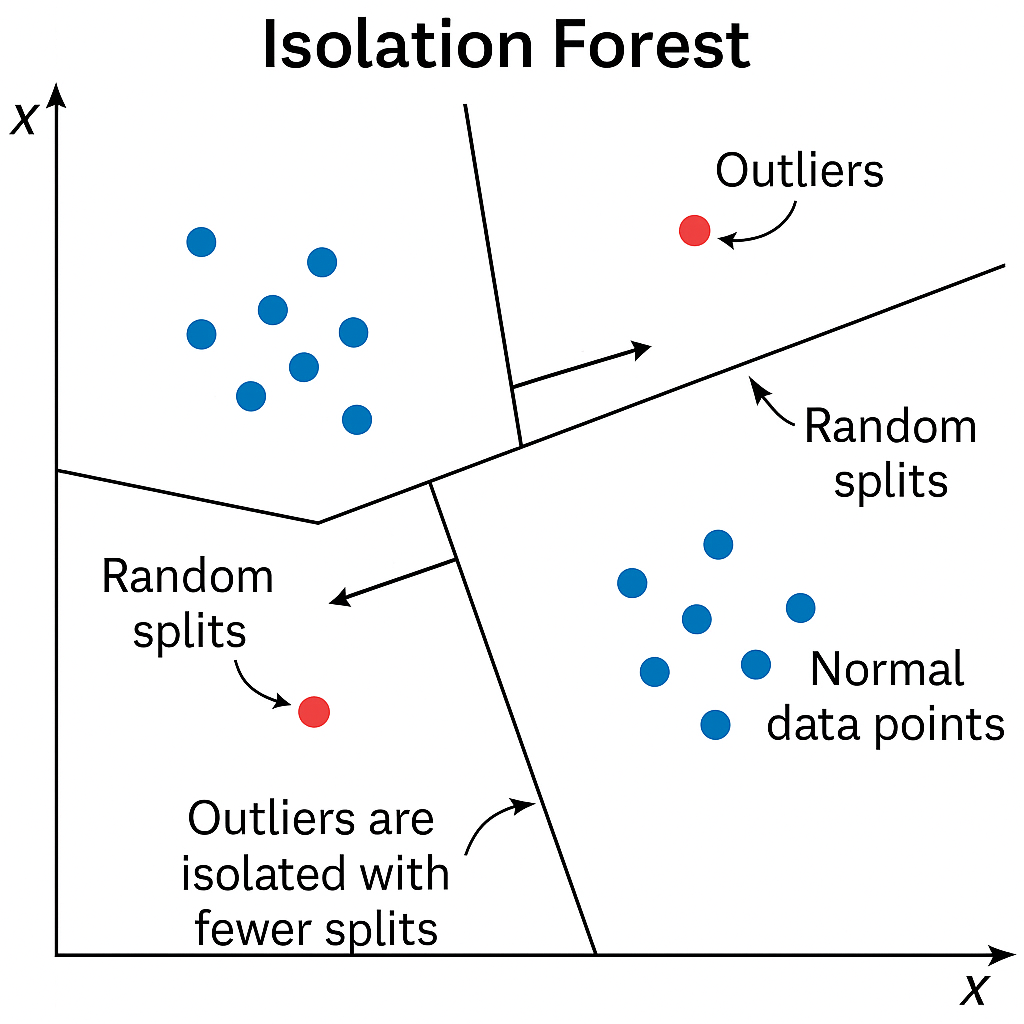 Isolation Forest
x
Outliers
Random
splits
Random
splits
Normal
data points
Outliers are
isolated with
fewer splits
x